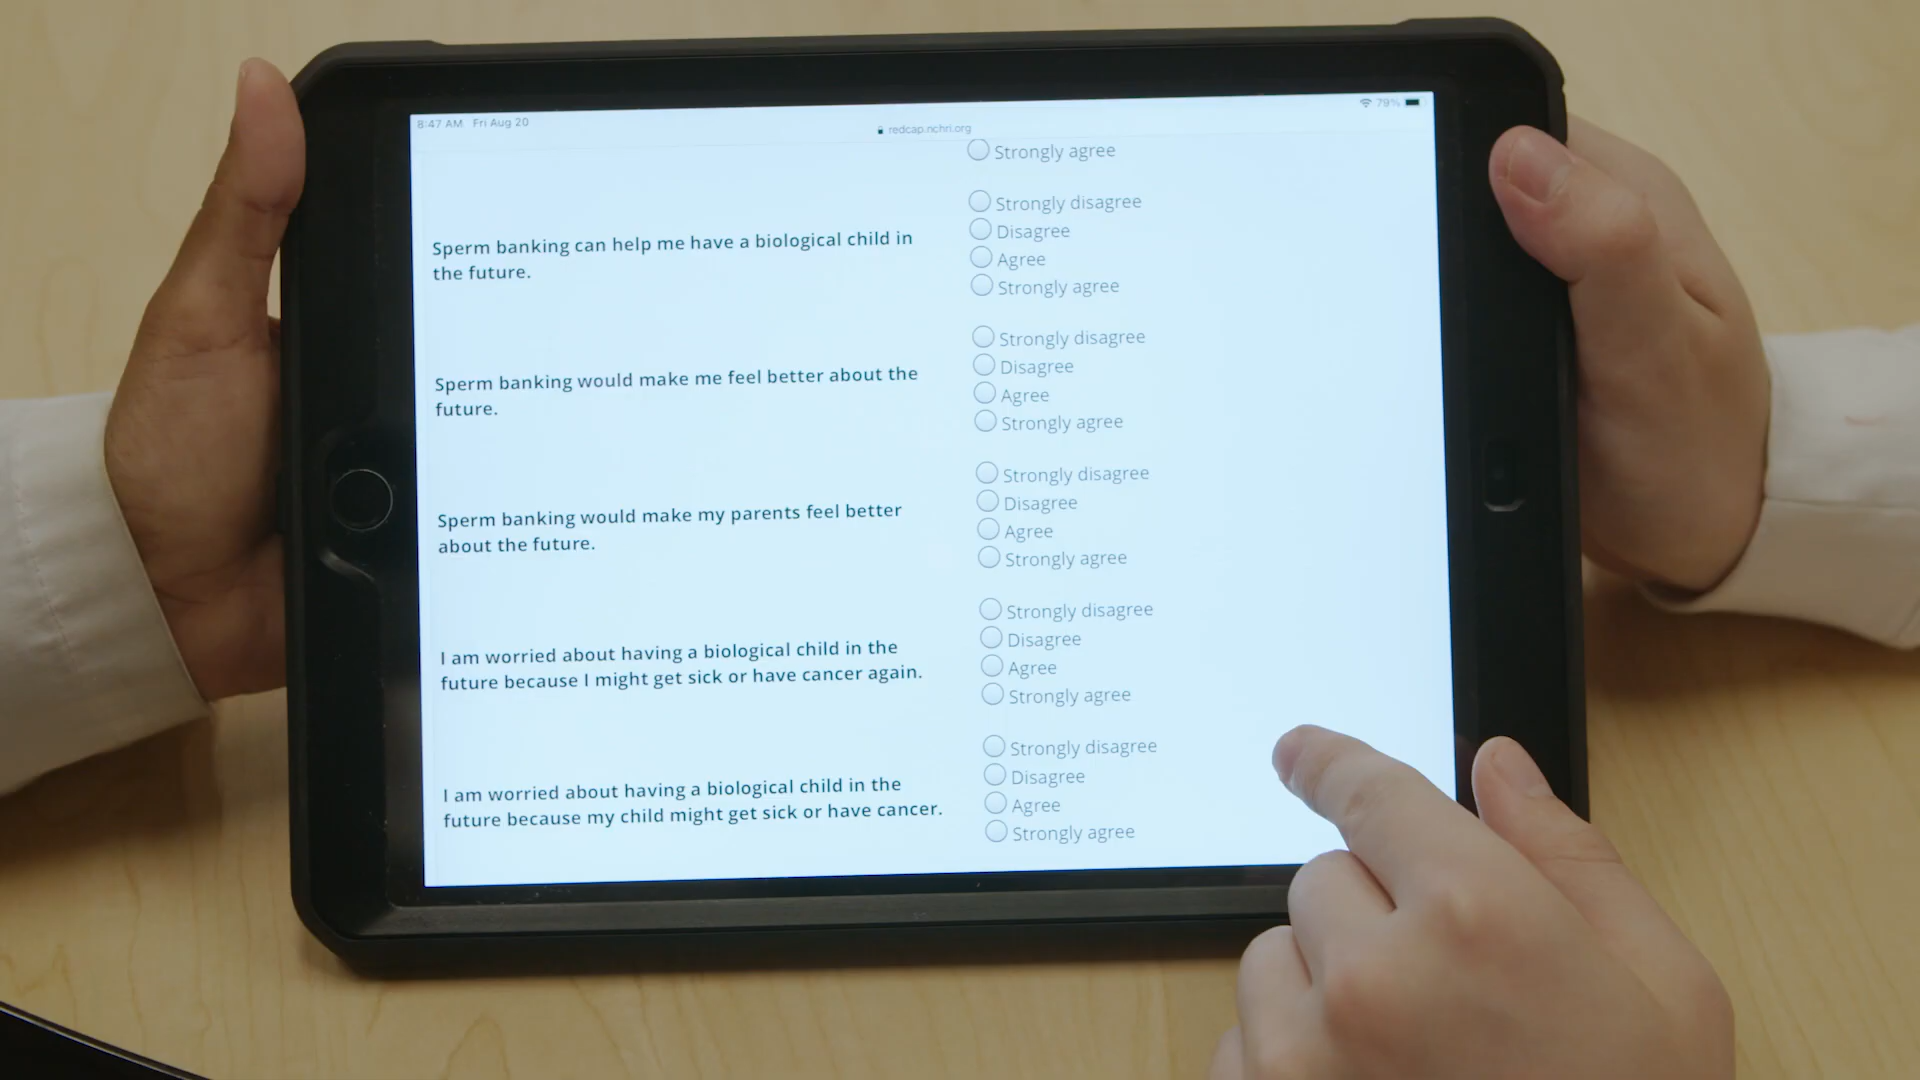 8:47 AM Fri Aug 20
79%
redcap.nchri.org
Strongly agree
Sperm banking can help me have a biological child in
the future.
Strongly disagree
Disagree
Agree
Strongly agree
Sperm banking would make me feel better about the
future.
Strongly disagree
Disagree
Agree
Strongly agree
Sperm banking would make my parents feel better
about the future.
Strongly disagree
Disagree
Agree
Strongly agree
I am worried about having a biological child in the
future because I might get sick or have cancer again.
Strongly disagree
Disagree
Agree
Strongly agree
I am worried about having a biological child in the
future because my child might get sick or have cancer.
Strongly disagree
Disagree
Agree
Strongly agree